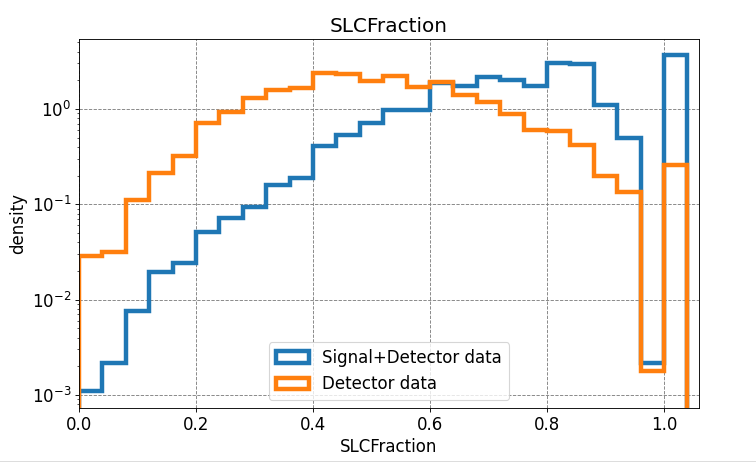 SLCFraction
density
10⁰
10⁻¹
10⁻²
10⁻³
Signal+Detector data
Detector data
0.0 0.2 0.4 0.6 0.8 1.0
SLCFraction